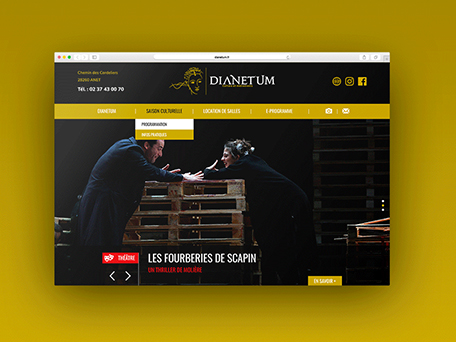 dianetum.fr
Chemin des Cordeliers
28260 ANET
Tél. : 02 37 43 00 70
DIANETUM
DIANETUM
SAISON CULTURELLE
LOCATION DE SALLES
E-PROGRAMME
PROGRAMMATION
INFOS PRATIQUES
THÉÂTRE
LES FOURBERIES DE SCAPIN
UN THRILLER DE MOLIÈRE
EN SAVOIR +